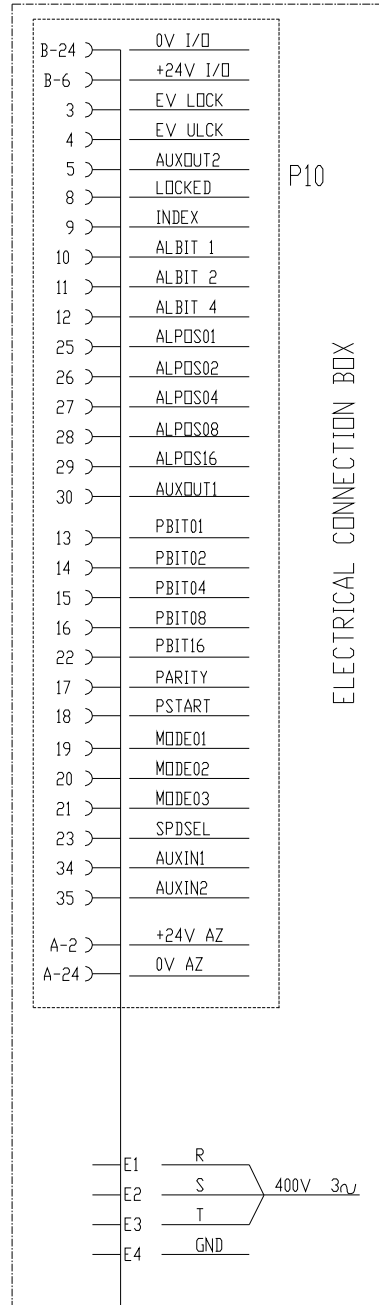 B-24 0V I/O
B-6 +24V I/O
3 EV LOCK
4 EV ULCK
5 AUXOUT2
8 LOCKED
9 INDEX
10 ALBIT 1
11 ALBIT 2
12 ALBIT 4
25 ALPOS01
26 ALPOS02
27 ALPOS04
28 ALPOS08
29 ALPOS16
30 AUXOUT1
13 PBIT01
14 PBIT02
15 PBIT04
16 PBIT08
22 PBIT16
17 PARITY
18 PSTART
19 MODE01
20 MODE02
21 MODE03
23 SPDSEL
34 AUXIN1
35 AUXIN2
A-2 +24V AZ
A-24 0V AZ
P10
ELECTRICAL CONNECTION BOX
E1 R
E2 S 400V 3~
E3 T
E4 GND